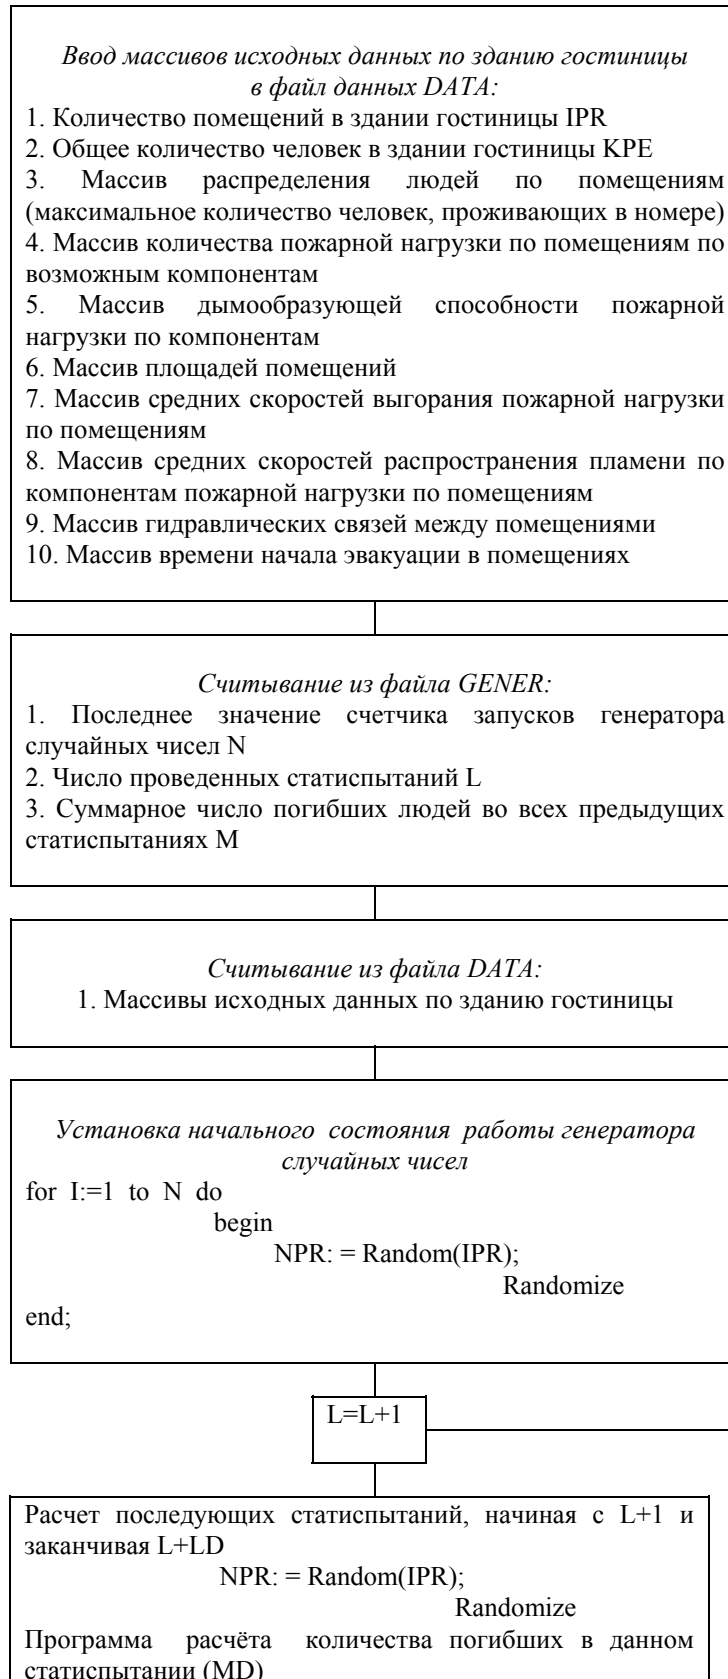 Ввод массивов исходных данных по зданию гостиницы
в файл данных DATA:
1. Количество помещений в здании гостиницы IPR
2. Общее количество человек в здании гостиницы KPE
3. Массив распределения людей по помещениям
(максимальное количество человек, проживающих в номере)
4. Массив количества пожарной нагрузки по помещениям по
возможным компонентам
5. Массив дымообразующей способности пожарной
нагрузки по компонентам
6. Массив площадей помещений
7. Массив средних скоростей выгорания пожарной нагрузки
по помещениям
8. Массив средних скоростей распространения пламени по
компонентам пожарной нагрузки по помещениям
9. Массив гидравлических связей между помещениями
10. Массив времени начала эвакуации в помещениях
Считывание из файла GENER:
1. Последнее значение счетчика запусков генератора
случайных чисел N
2. Число проведенных статиспытаний L
3. Суммарное число погибших людей во всех предыдущих
статиспытаниях M
Считывание из файла DATA:
1. Массивы исходных данных по зданию гостиницы
Установка начального состояния работы генератора
случайных чисел
for I:=1 to N do
begin
NPR: = Random(IPR);
Randomize
end;
L=L+1
Расчет последующих статиспытаний, начиная с L+1 и
заканчивая L+LD
NPR: = Random(IPR);
Randomize
Программа расчёта количества погибших в данном
статиспытании (MD)